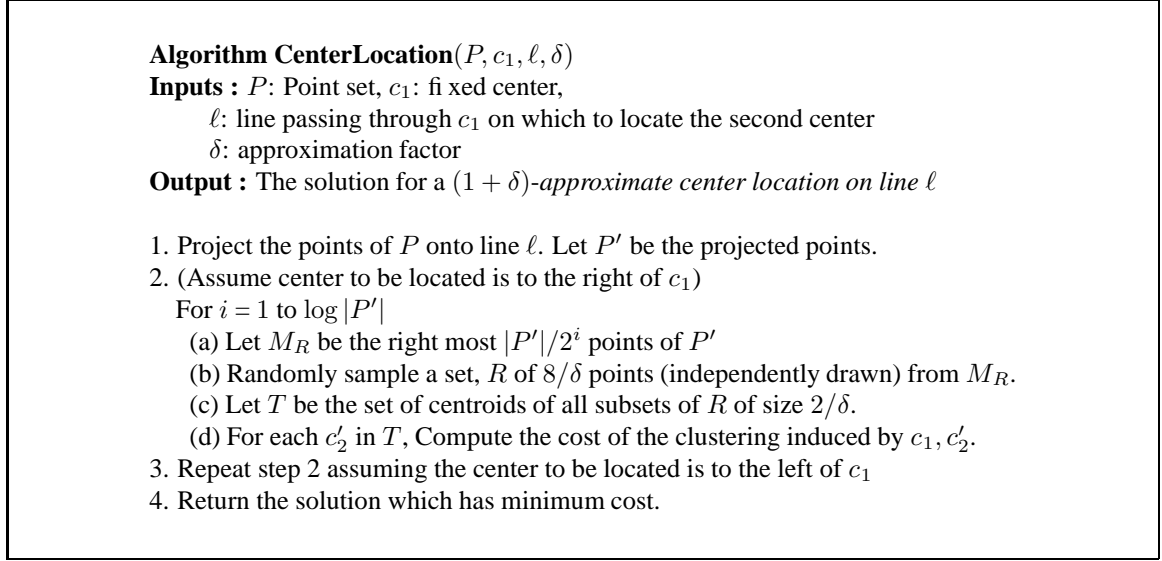 Algorithm CenterLocation(P, c₁, ℓ, δ)
Inputs : P: Point set, c₁: fi xed center,
ℓ: line passing through c₁ on which to locate the second center
δ: approximation factor
Output : The solution for a (1 + δ)-approximate center location on line ℓ
1. Project the points of P onto line ℓ. Let P′ be the projected points.
2. (Assume center to be located is to the right of c₁)
For i = 1 to log |P′|
(a) Let M_R be the right most |P′|/2ⁱ points of P′
(b) Randomly sample a set, R of 8/δ points (independently drawn) from M_R.
(c) Let T be the set of centroids of all subsets of R of size 2/δ.
(d) For each c′₂ in T, Compute the cost of the clustering induced by c₁, c′₂.
3. Repeat step 2 assuming the center to be located is to the left of c₁
4. Return the solution which has minimum cost.